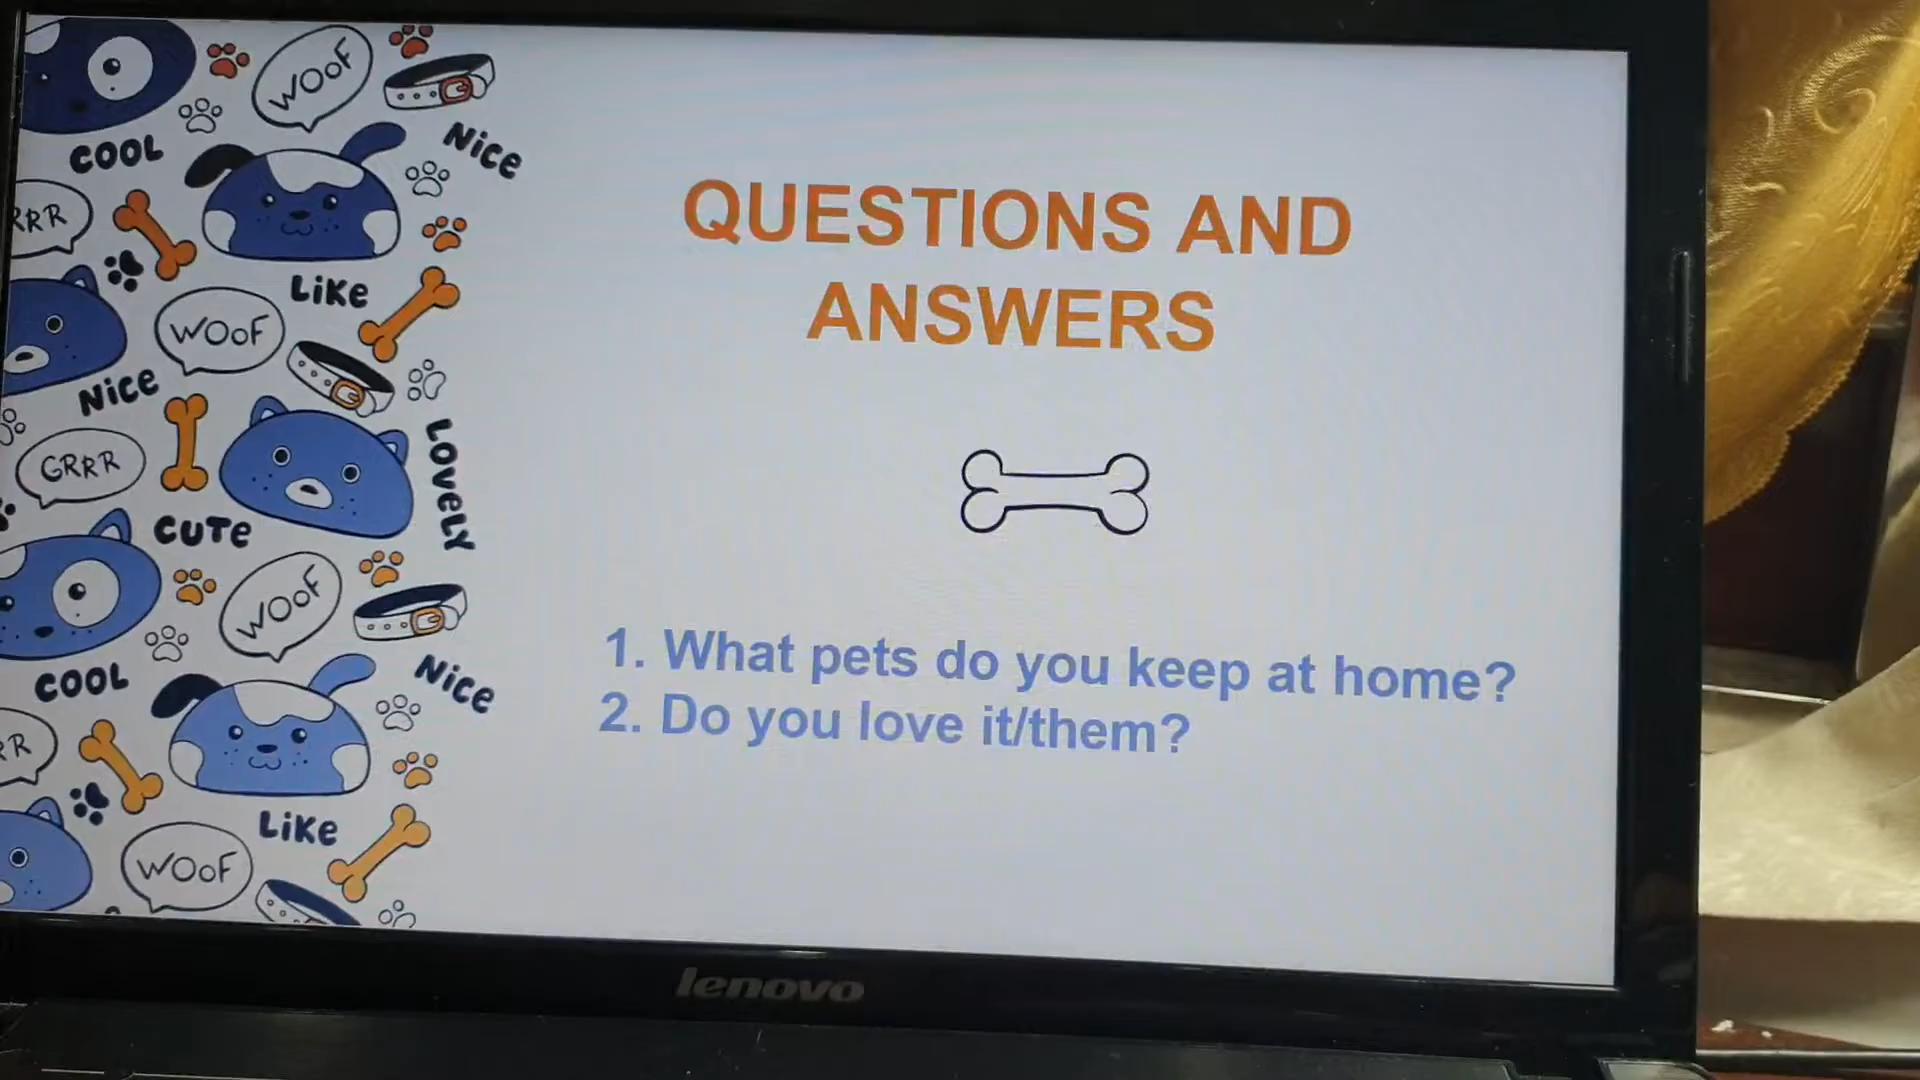 WOOF
COOL
NiCE
RRR
LiKE
WOOF
NiCE
GRRR
LOVELY
CUTE
WOOF
COOL
NiCE
R
LiKE
WOOF
QUESTIONS AND
ANSWERS
1. What pets do you keep at home?
2. Do you love it/them?
lenovo